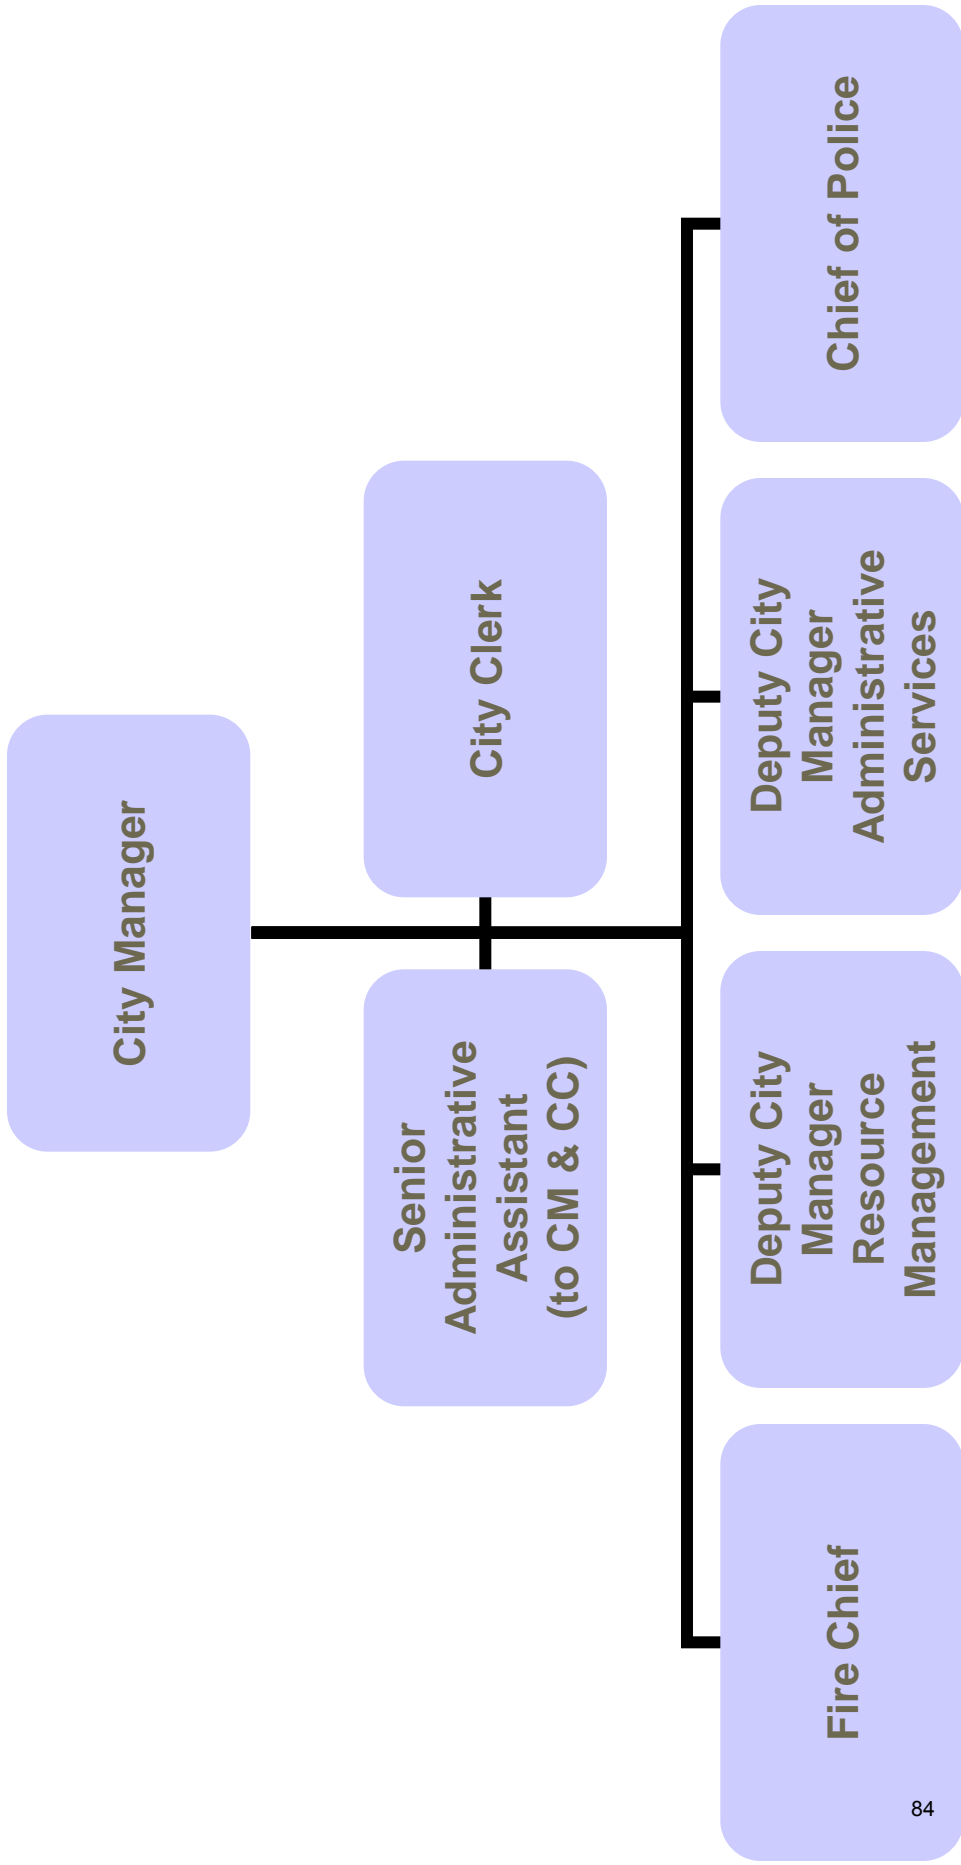 City Manager
Senior
Administrative
Assistant
(to CM & CC)
City Clerk
Fire Chief
Deputy City
Manager
Resource
Management
Deputy City
Manager
Administrative
Services
Chief of Police
84